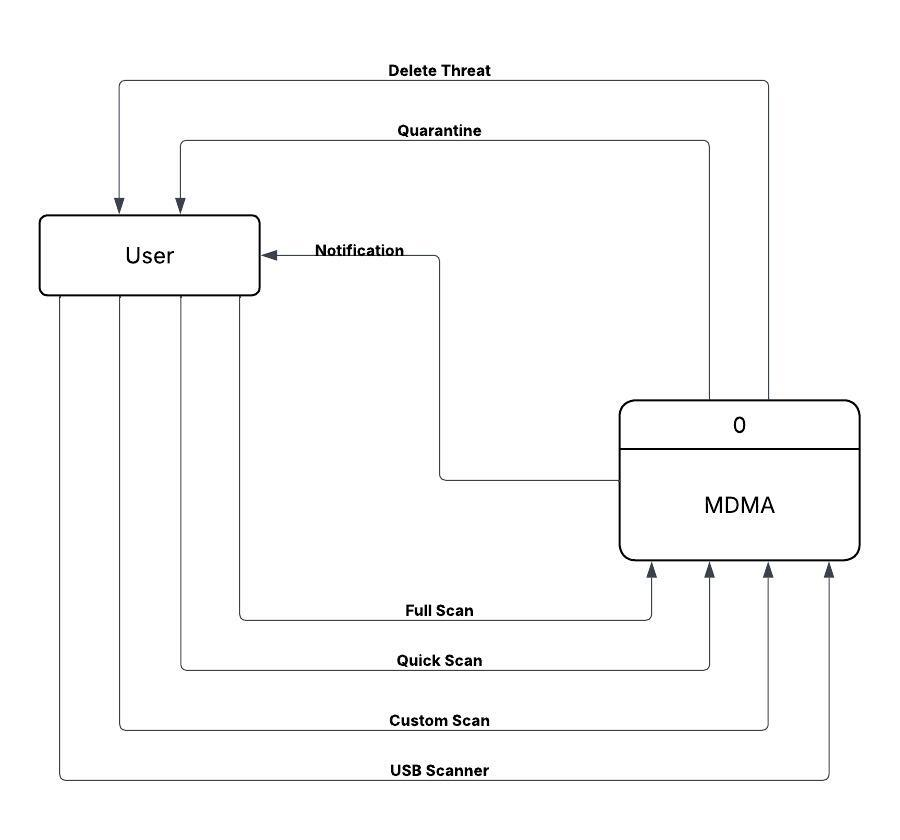 Delete Threat
Quarantine
User
Notification
0
MDMA
Full Scan
Quick Scan
Custom Scan
USB Scanner